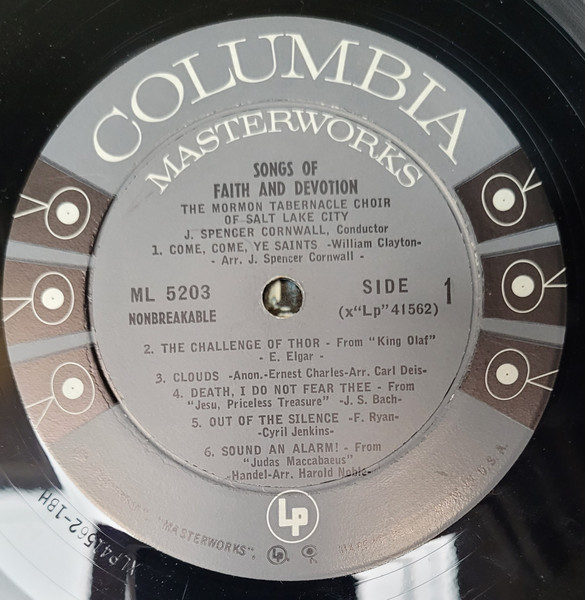 COLUMBIA
MASTERWORKS
SONGS OF
FAITH AND DEVOTION
THE MORMON TABERNACLE CHOIR
OF SALT LAKE CITY
J. SPENCER CORNWALL, Conductor
1. COME, COME, YE SAINTS -William Clayton-
- Arr. J. Spencer Cornwall -
ML 5203
NONBREAKABLE
SIDE 1
(x"Lp"41562)
2. THE CHALLENGE OF THOR - From "King Olaf"
- E. Elgar -
3. CLOUDS -Anon.-Ernest Charles-Arr. Carl Deis-
4. DEATH, I DO NOT FEAR THEE - From
"Jesu, Priceless Treasure" -J. S. Bach-
5. OUT OF THE SILENCE -F. Ryan-
-Cyril Jenkins-
6. SOUND AN ALARM! - From
"Judas Maccabaeus"
-Handel-Arr. Harold Noble-
LP
"MASTERWORKS",
U.S.A.
XLP41562-1BH